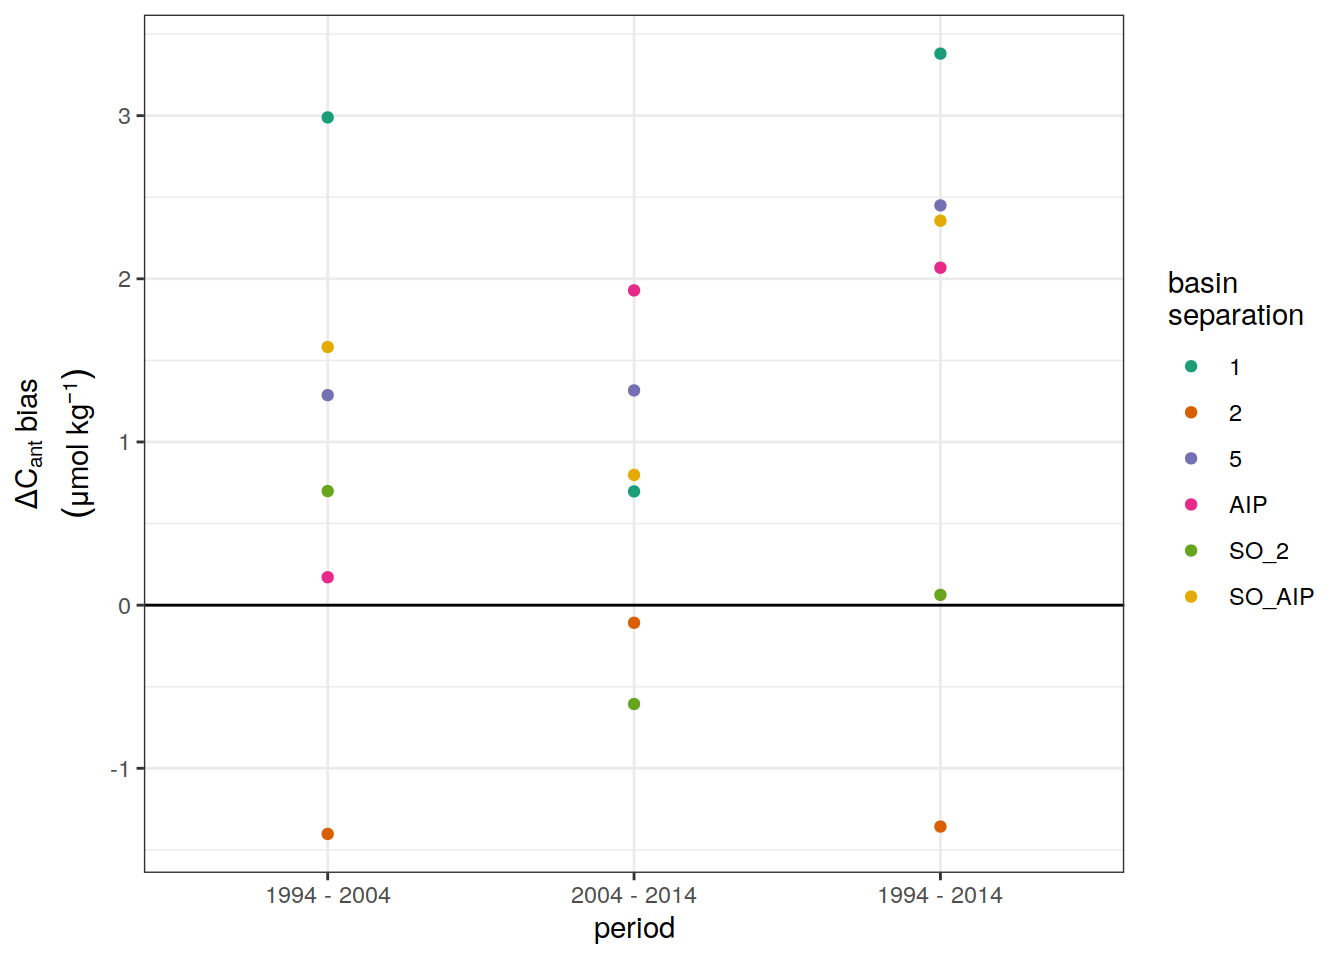 ΔCant bias
(μmol kg⁻¹)
3
2
1
0
-1
1994 - 2004
2004 - 2014
1994 - 2014
period
basin
separation
1
2
5
AIP
SO_2
SO_AIP